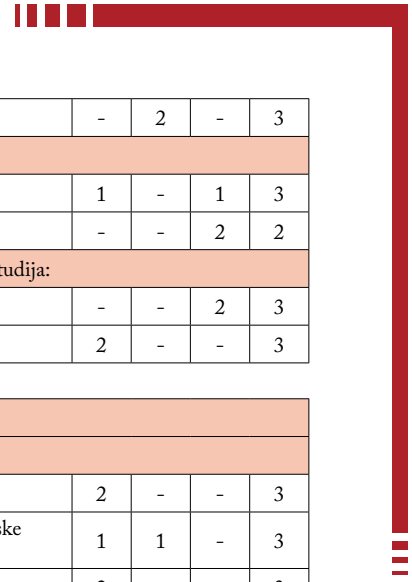 - 2 - 3
1 - 1 3
- - 2 2
tudija:
- - 2 3
2 - - 3
2 - - 3
ske
1 1 - 3